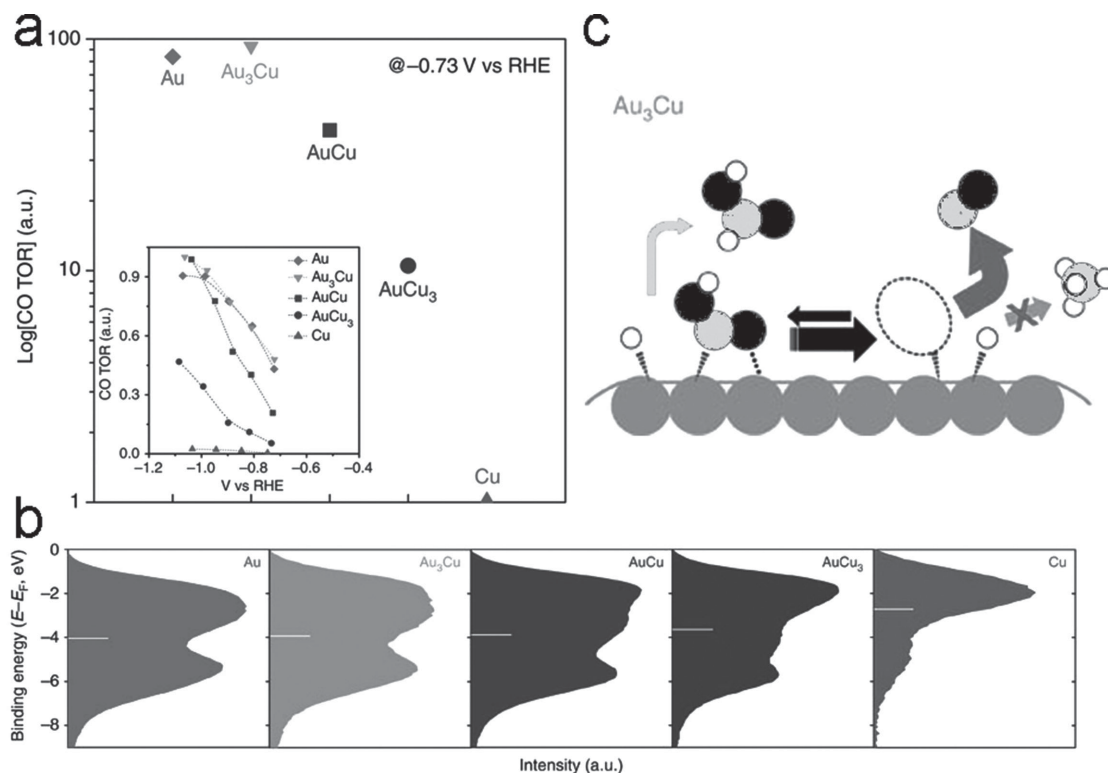 a
100
10
1
Log[CO TOR] (a.u.)
@–0.73 V vs RHE
Au
Au₃Cu
AuCu
AuCu₃
Cu
CO TOR (a.u.)
0.9
0.6
0.3
0.0
–1.2 –1.0 –0.8 –0.6 –0.4
V vs RHE
Au
Au₃Cu
AuCu
AuCu₃
Cu
c
Au₃Cu
b
Binding energy (E–E_F, eV)
0
–2
–4
–6
–8
Au
Au₃Cu
AuCu
AuCu₃
Cu
Intensity (a.u.)